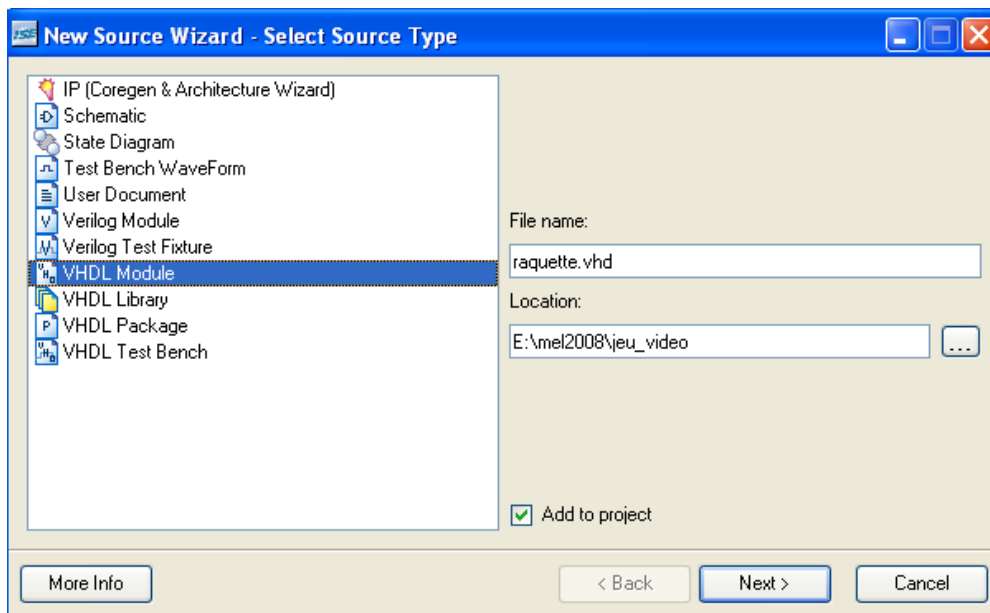 ISE New Source Wizard - Select Source Type
IP (Coregen & Architecture Wizard)
Schematic
State Diagram
Test Bench WaveForm
User Document
Verilog Module
Verilog Test Fixture
VHDL Module
VHDL Library
VHDL Package
VHDL Test Bench
File name:
raquette.vhd
Location:
E:\mel2008\jeu_video
...
Add to project
More Info
< Back
Next >
Cancel